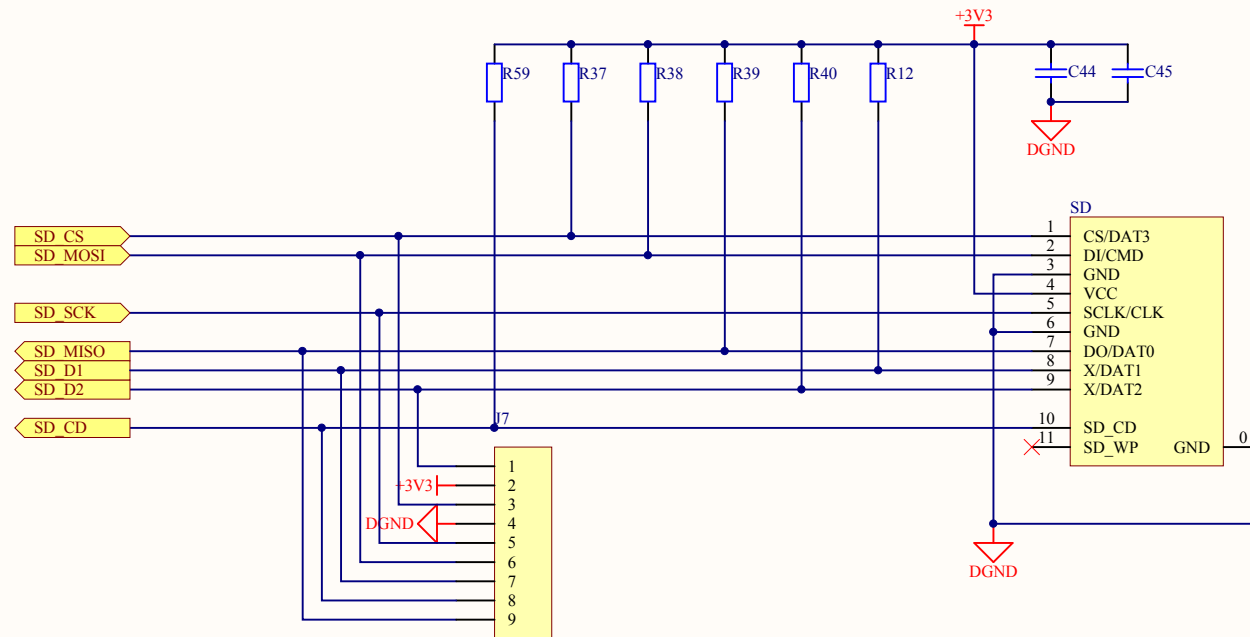 +3V3
R59 R37 R38 R39 R40 R12 C44 C45
DGND
SD
SD_CS 1 CS/DAT3
SD_MOSI 2 DI/CMD
3 GND
4 VCC
SD_SCK 5 SCLK/CLK
6 GND
SD_MISO 7 DO/DAT0
SD_D1 8 X/DAT1
SD_D2 9 X/DAT2
J7
SD_CD 10 SD_CD
11 SD_WP GND 0
1
+3V3 2
3
DGND 4
5
6
DGND
7
8
9